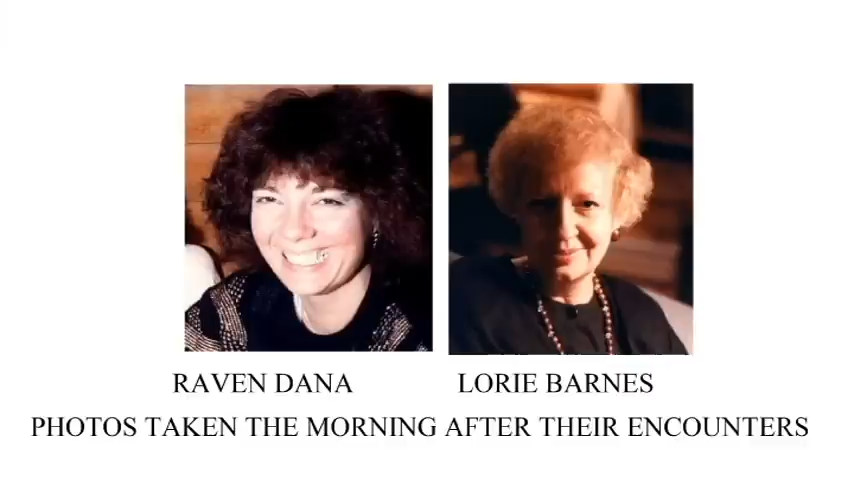 RAVEN DANA LORIE BARNES
PHOTOS TAKEN THE MORNING AFTER THEIR ENCOUNTERS